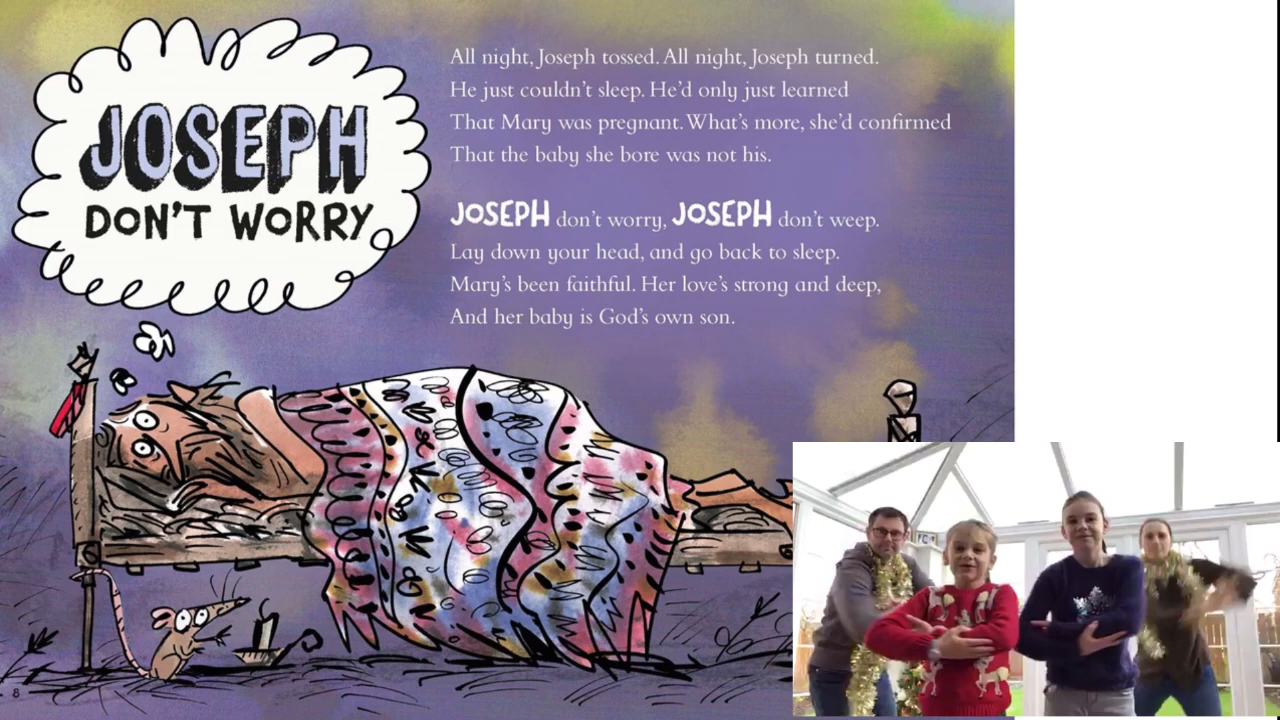 JOSEPH
DON'T WORRY
All night, Joseph tossed. All night, Joseph turned.
He just couldn't sleep. He'd only just learned
That Mary was pregnant. What's more, she'd confirmed
That the baby she bore was not his.
JOSEPH don't worry, JOSEPH don't weep.
Lay down your head, and go back to sleep.
Mary's been faithful. Her love's strong and deep,
And her baby is God's own son.
8